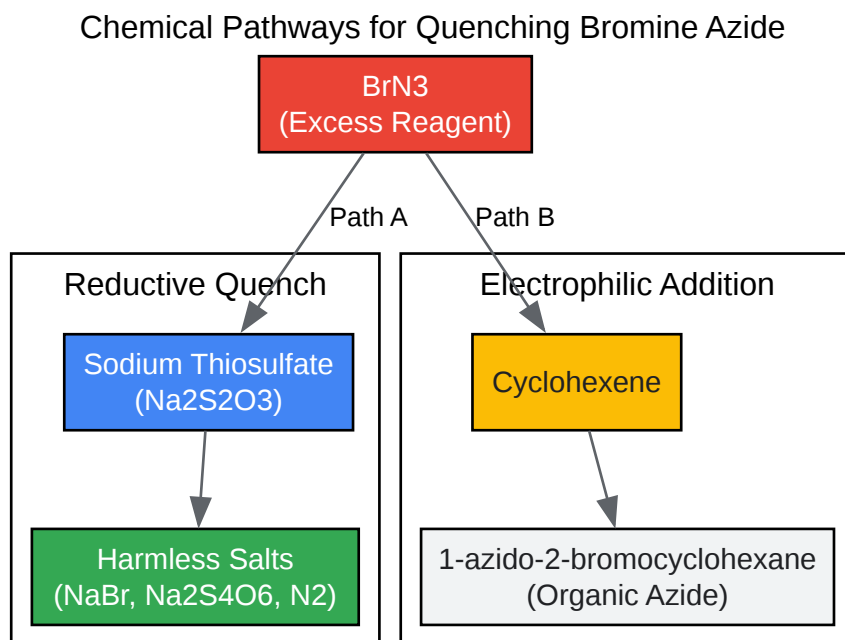 Chemical Pathways for Quenching Bromine Azide
BrN3
(Excess Reagent)
Path A
Path B
Reductive Quench
Electrophilic Addition
Sodium Thiosulfate
(Na2S2O3)
Cyclohexene
Harmless Salts
(NaBr, Na2S4O6, N2)
1-azido-2-bromocyclohexane
(Organic Azide)